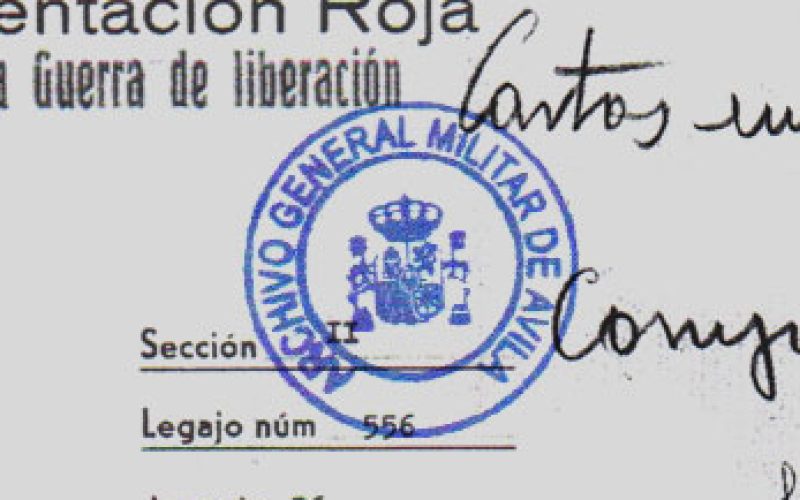 entación Roja
a Guerra de liberación
Cartos
ARCHIVO GENERAL MILITAR DE AVILA
Sección II
Legajo núm 556